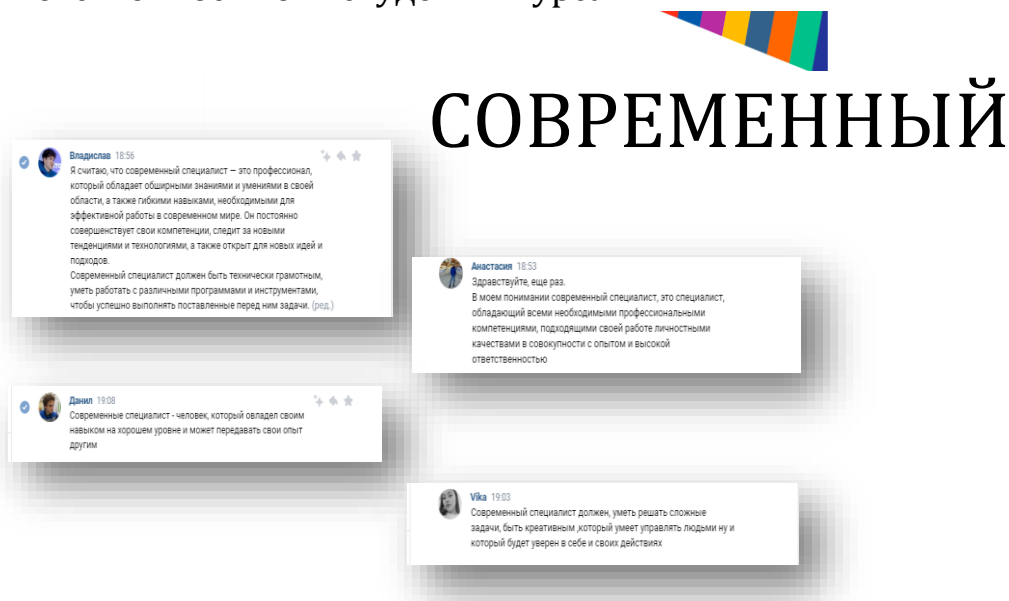 СОВРЕМЕННЫЙ
Владислав 18:56
Я считаю, что современный специалист — это профессионал,
который обладает обширными знаниями и умениями в своей
области, а также гибкими навыками, необходимыми для
эффективной работы в современном мире. Он постоянно
совершенствует свои компетенции, следит за новыми
тенденциями и технологиями, а также открыт для новых идей и
подходов.
Современный специалист должен быть технически грамотным,
уметь работать с различными программами и инструментами,
чтобы успешно выполнять поставленные перед ним задачи. (ред.)
Анастасия 18:53
Здравствуйте, еще раз.
В моем понимании современный специалист, это специалист,
обладающий всеми необходимыми профессиональными
компетенциями, подходящими своей работе личностными
качествами в совокупности с опытом и высокой
ответственностью
Данил 19:08
Современные специалист - человек, который овладел своим
навыком на хорошем уровне и может передавать свои опыт
другим
Vika 19:03
Современный специалист должен, уметь решать сложные
задачи, быть креативным ,который умеет управлять людьми ну и
который будет уверен в себе и своих действиях